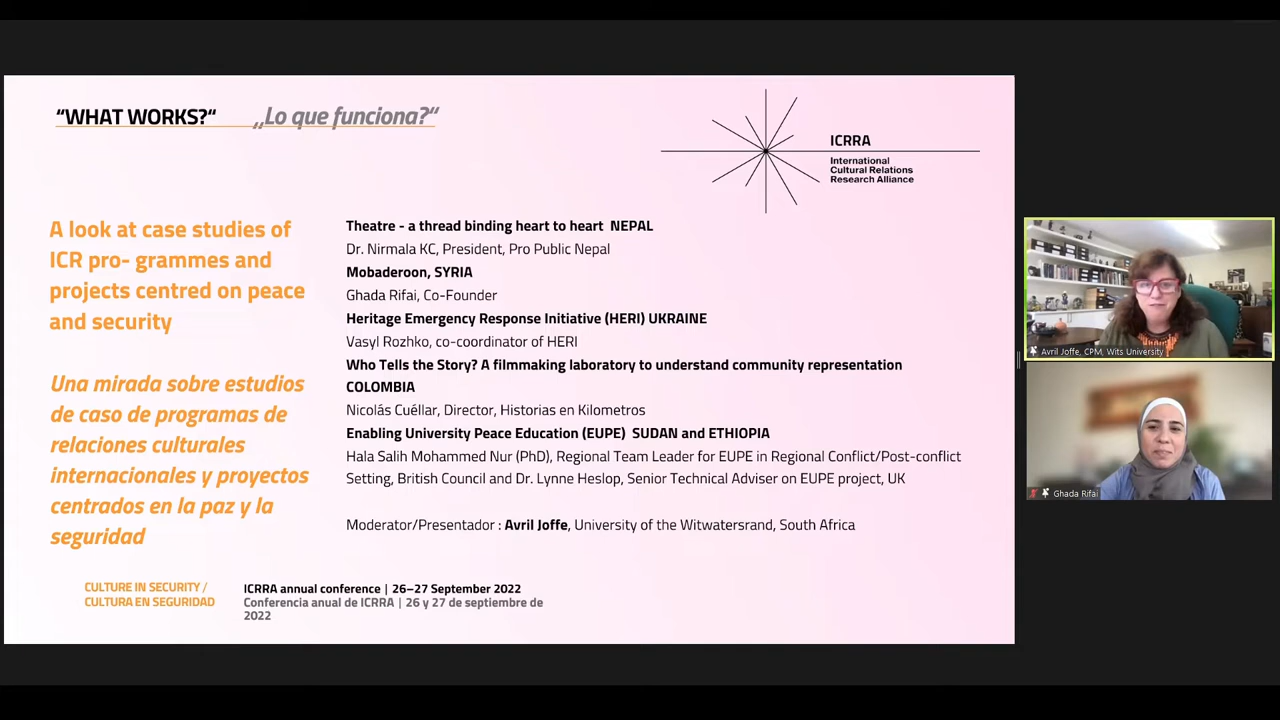 “WHAT WORKS?“ „Lo que funciona?“
ICRRA
International
Cultural Relations
Research Alliance
A look at case studies of
ICR pro- grammes and
projects centred on peace
and security
Una mirada sobre estudios
de caso de programas de
relaciones culturales
internacionales y proyectos
centrados en la paz y la
seguridad
Theatre - a thread binding heart to heart NEPAL
Dr. Nirmala KC, President, Pro Public Nepal
Mobaderoon, SYRIA
Ghada Rifai, Co-Founder
Heritage Emergency Response Initiative (HERI) UKRAINE
Vasyl Rozhko, co-coordinator of HERI
Who Tells the Story? A filmmaking laboratory to understand community representation
COLOMBIA
Nicolás Cuéllar, Director, Historias en Kilometros
Enabling University Peace Education (EUPE) SUDAN and ETHIOPIA
Hala Salih Mohammed Nur (PhD), Regional Team Leader for EUPE in Regional Conflict/Post-conflict
Setting, British Council and Dr. Lynne Heslop, Senior Technical Adviser on EUPE project, UK
Moderator/Presentador : Avril Joffe, University of the Witwatersrand, South Africa
CULTURE IN SECURITY /
CULTURA EN SEGURIDAD
ICRRA annual conference | 26–27 September 2022
Conferencia anual de ICRRA | 26 y 27 de septiembre de
2022
Avril Joffe, CPM, Wits University
Ghada Rifai